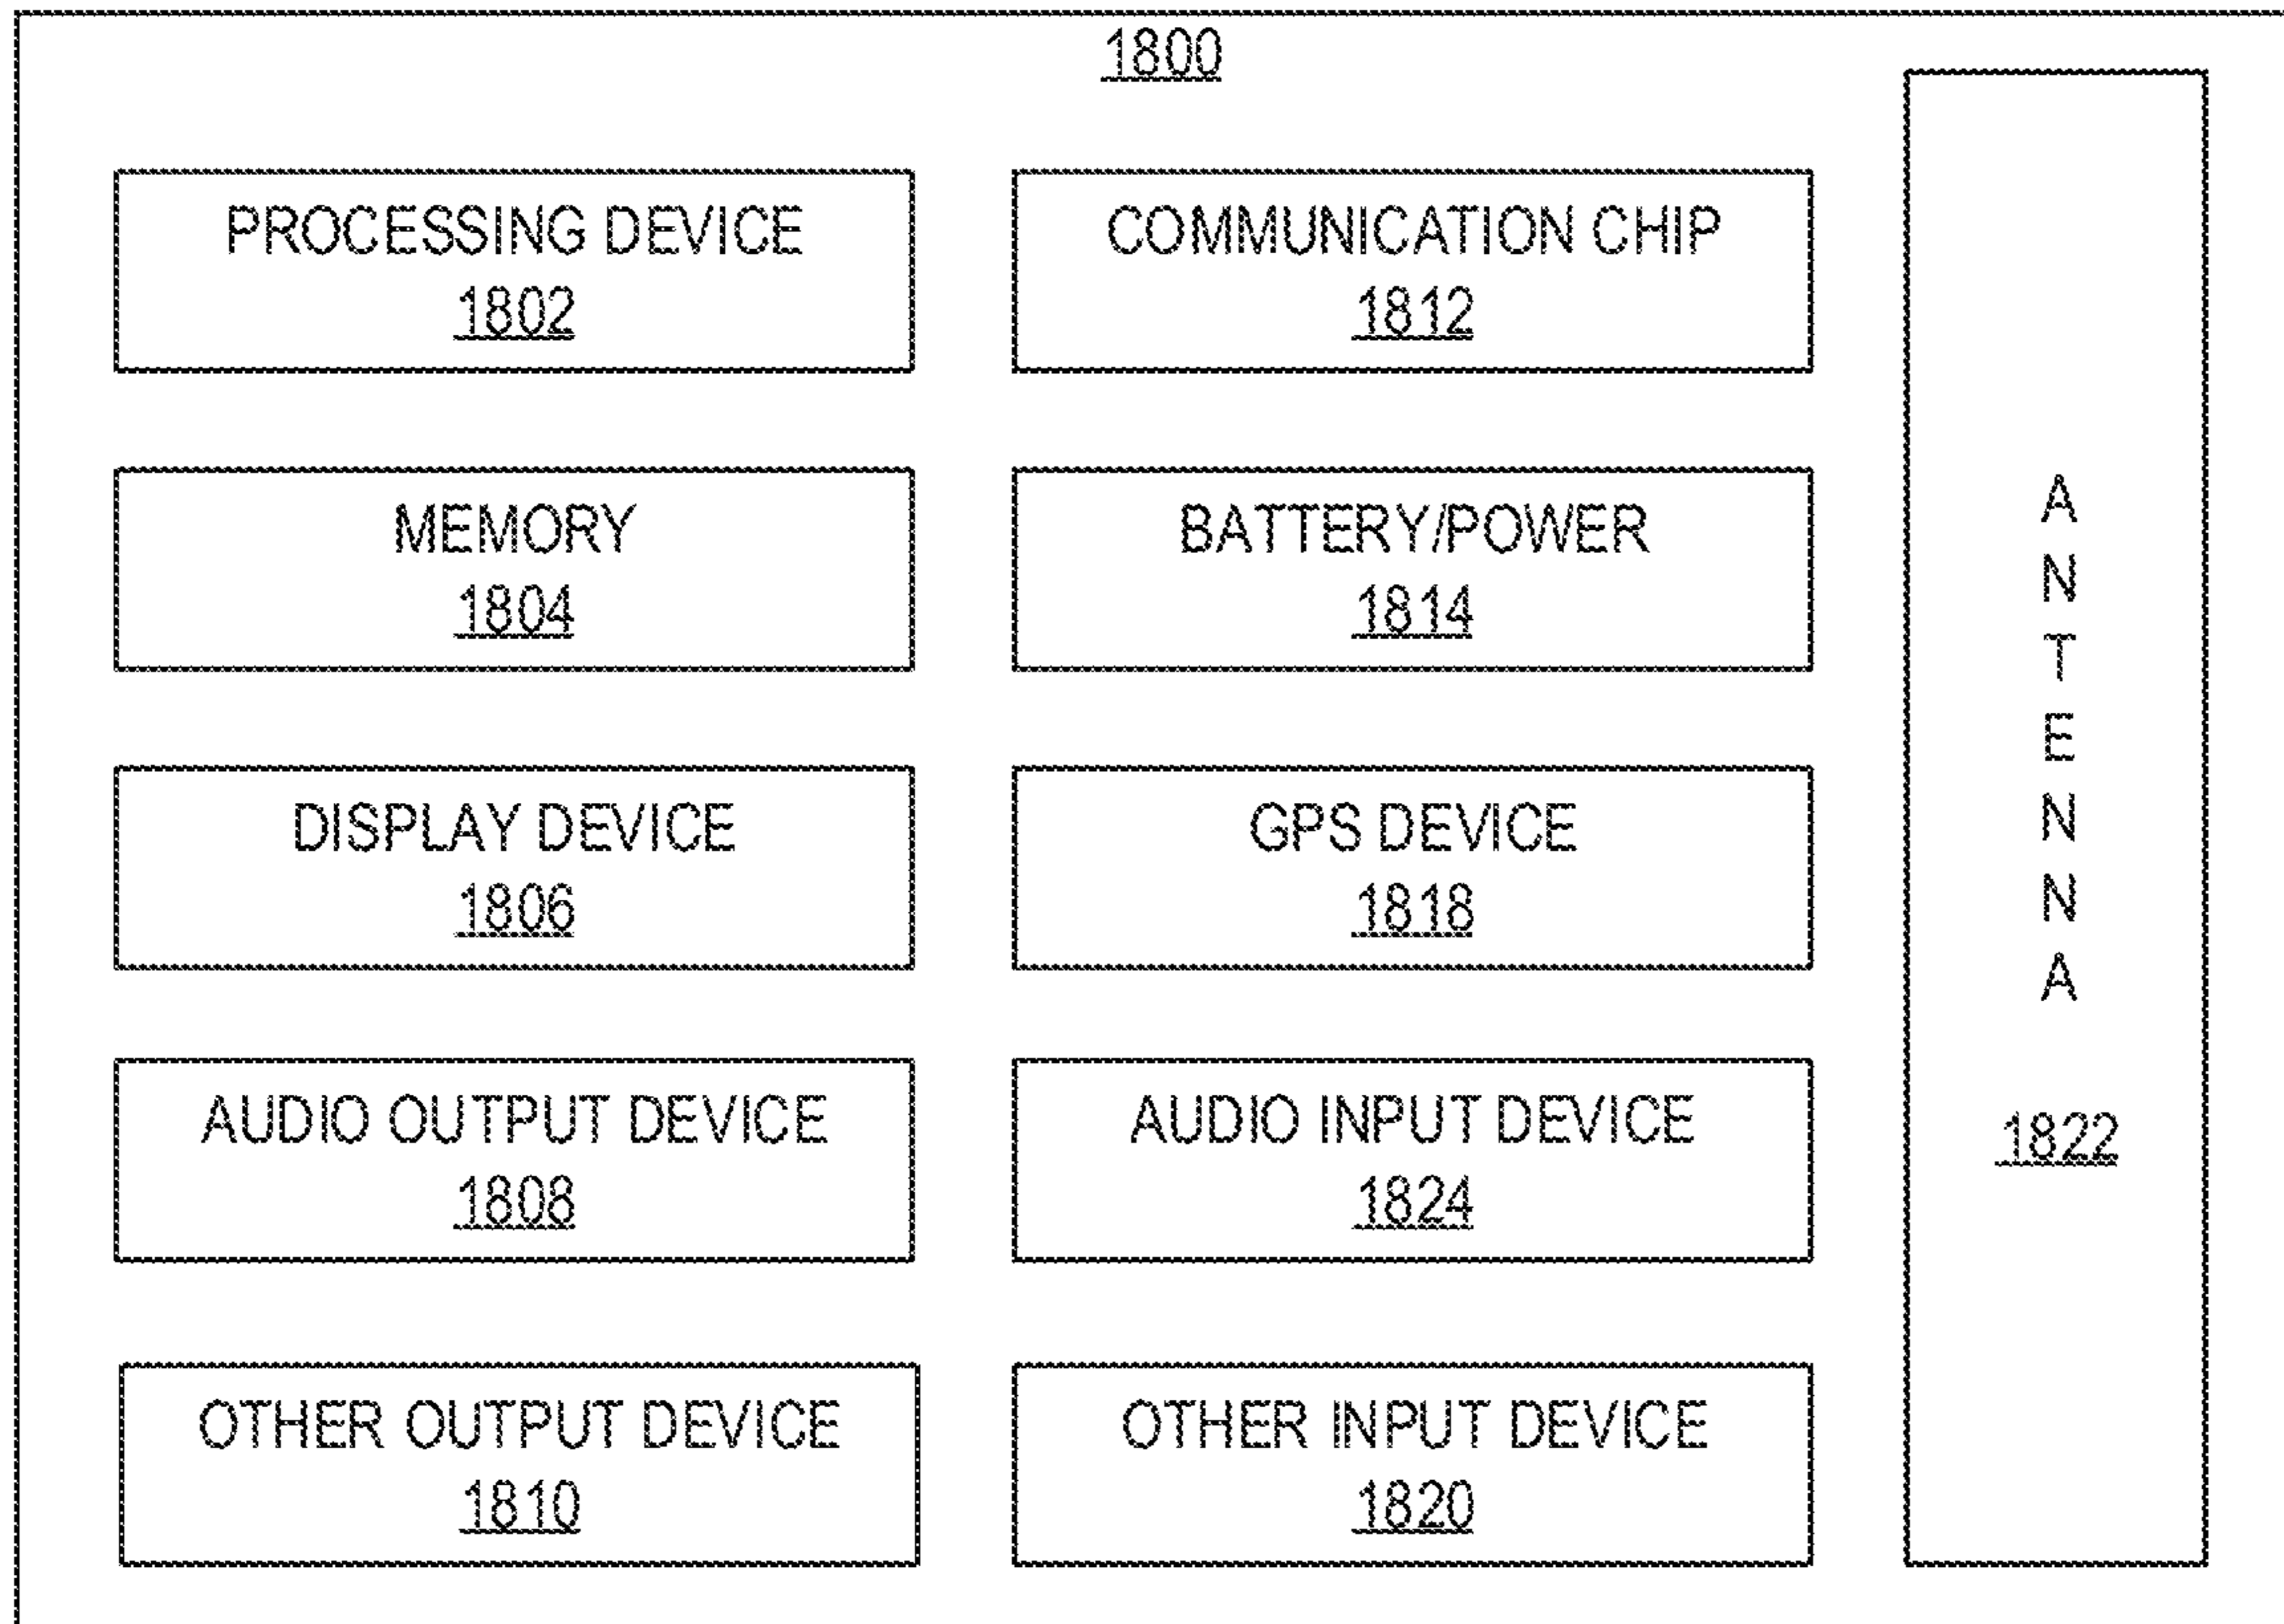 1800
PROCESSING DEVICE
1802
COMMUNICATION CHIP
1812
MEMORY
1804
BATTERY/POWER
1814
DISPLAY DEVICE
1806
GPS DEVICE
1818
AUDIO OUTPUT DEVICE
1808
AUDIO INPUT DEVICE
1824
OTHER OUTPUT DEVICE
1810
OTHER INPUT DEVICE
1820
ANTENNA
1822